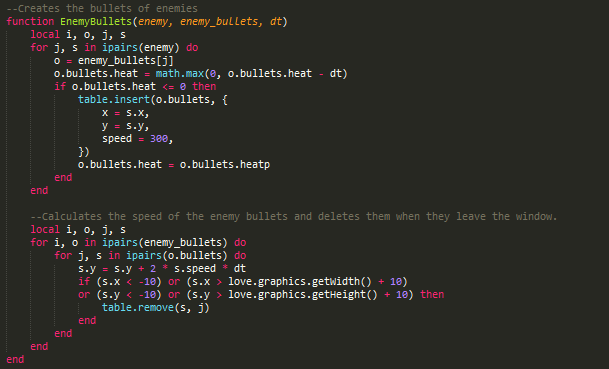 --Creates the bullets of enemies
function EnemyBullets(enemy, enemy_bullets, dt)
    local i, o, j, s
    for j, s in ipairs(enemy) do
        o = enemy_bullets[j]
        o.bullets.heat = math.max(0, o.bullets.heat - dt)
        if o.bullets.heat <= 0 then
            table.insert(o.bullets, {
                x = s.x,
                y = s.y,
                speed = 300,
            })
            o.bullets.heat = o.bullets.heatp
        end
    end

    --Calculates the speed of the enemy bullets and deletes them when they leave the window.
    local i, o, j, s
    for i, o in ipairs(enemy_bullets) do
        for j, s in ipairs(o.bullets) do
            s.y = s.y + 2 * s.speed * dt
            if (s.x < -10) or (s.x > love.graphics.getWidth() + 10)
            or (s.y < -10) or (s.y > love.graphics.getHeight() + 10) then
                table.remove(s, j)
            end
        end
    end
end